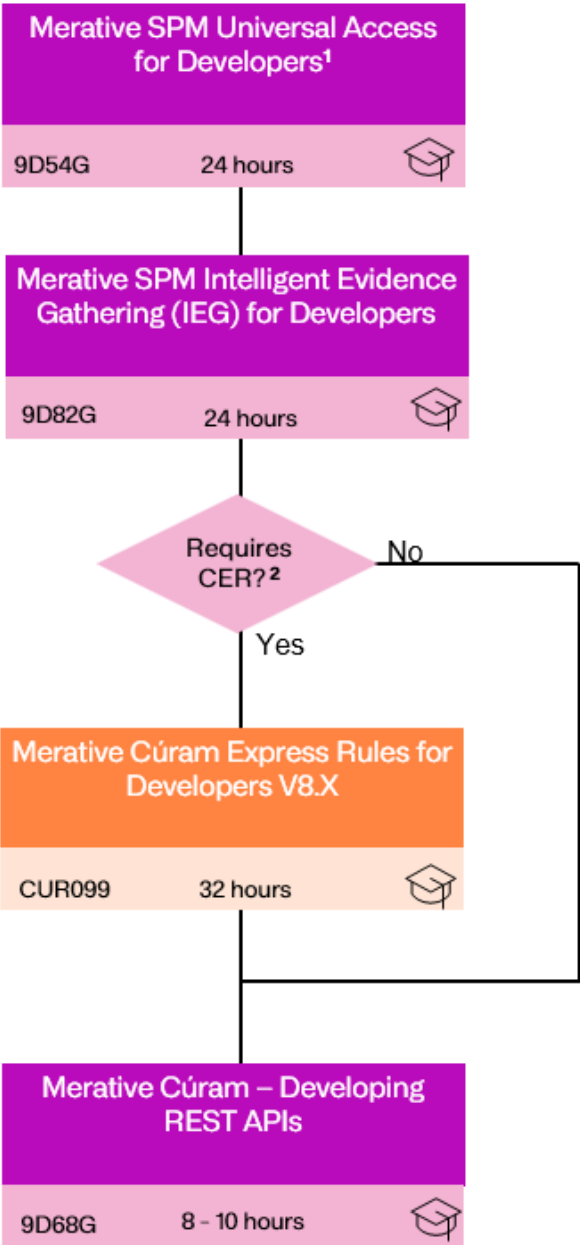 Merative SPM Universal Access
for Developers¹
9D54G 24 hours
Merative SPM Intelligent Evidence
Gathering (IEG) for Developers
9D82G 24 hours
Requires
CER?²
No
Yes
Merative Cúram Express Rules for
Developers V8.X
CUR099 32 hours
Merative Cúram – Developing
REST APIs
9D68G 8 - 10 hours